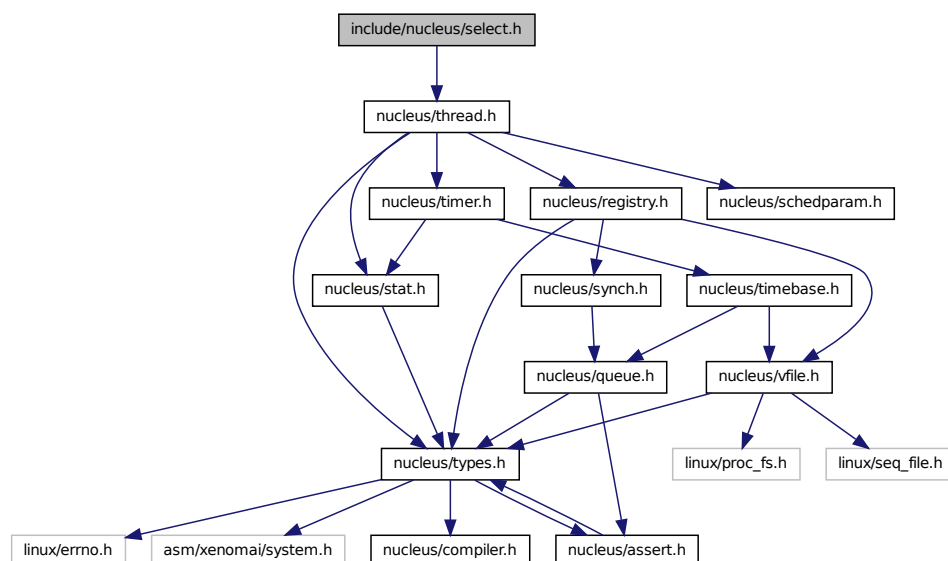 include/nucleus/select.h
nucleus/thread.h
nucleus/timer.h
nucleus/registry.h
nucleus/schedparam.h
nucleus/stat.h
nucleus/synch.h
nucleus/timebase.h
nucleus/queue.h
nucleus/vfile.h
nucleus/types.h
linux/proc_fs.h
linux/seq_file.h
linux/errno.h
asm/xenomai/system.h
nucleus/compiler.h
nucleus/assert.h